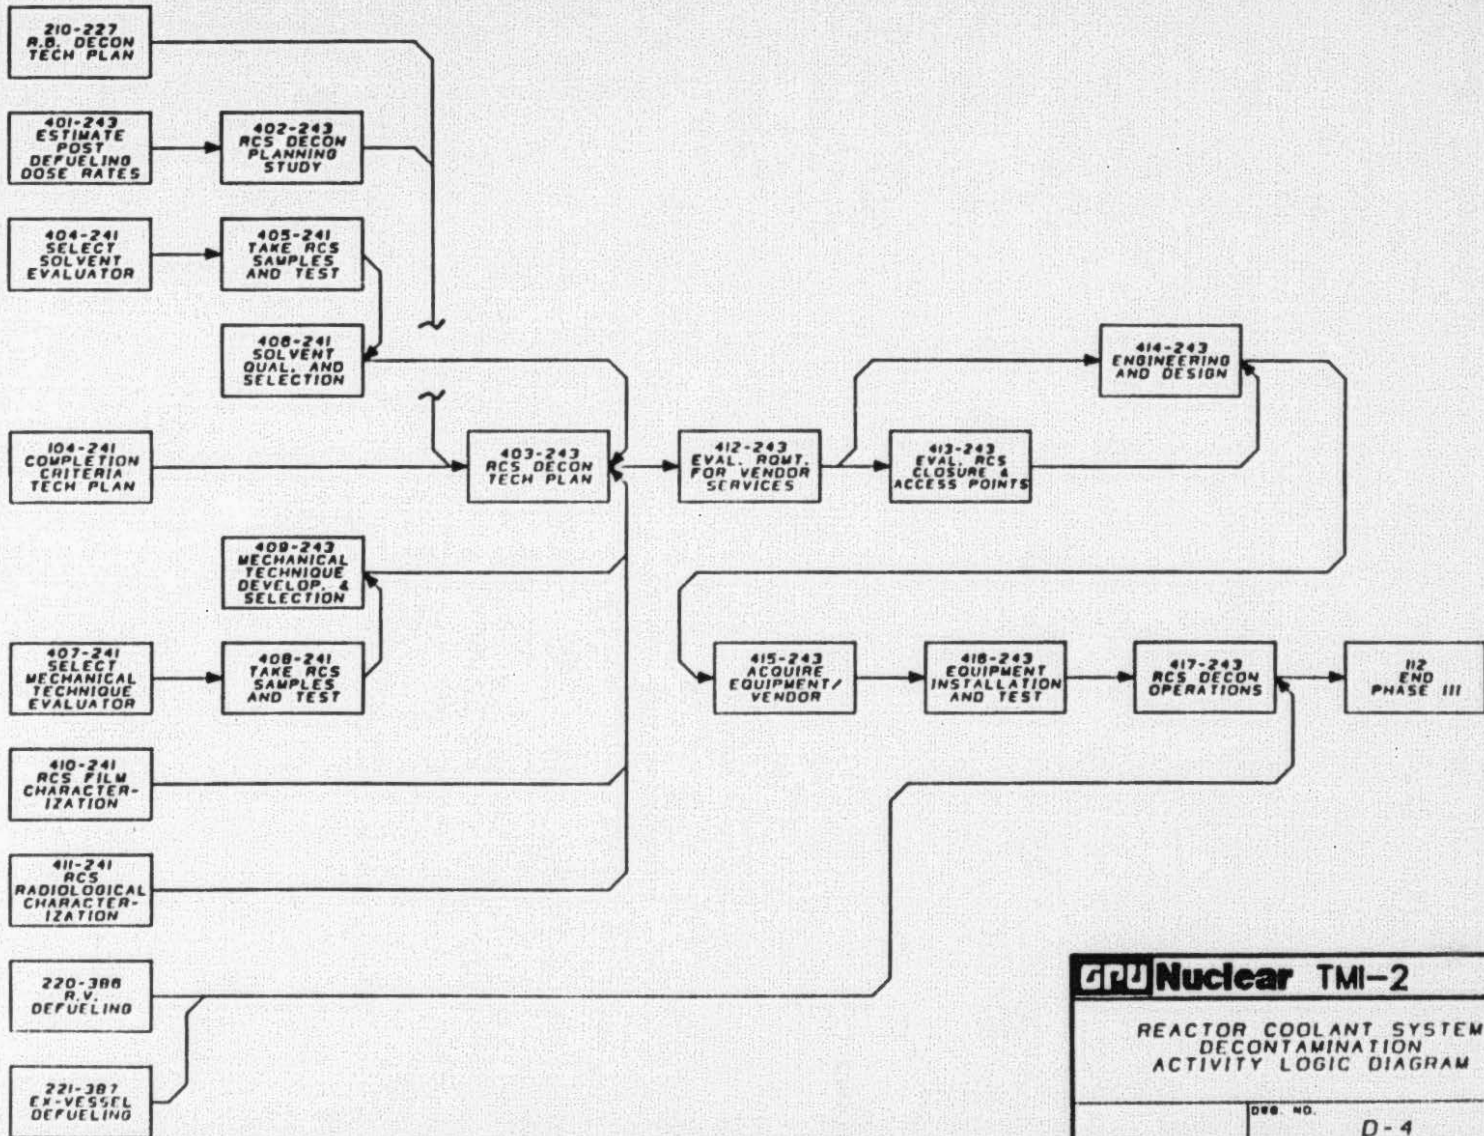 210-227
R.B. DECON
TECH PLAN
401-243
ESTIMATE
POST
DEFUELING
DOSE RATES
402-243
RCS DECON
PLANNING
STUDY
404-241
SELECT
SOLVENT
EVALUATOR
405-241
TAKE RCS
SAMPLES
AND TEST
406-241
SOLVENT
QUAL. AND
SELECTION
414-243
ENGINEERING
AND DESIGN
104-241
COMPLETION
CRITERIA
TECH PLAN
403-243
RCS DECON
TECH PLAN
412-243
EVAL. RQMT.
FOR VENDOR
SERVICES
413-243
EVAL. RCS
CLOSURE &
ACCESS POINTS
409-243
MECHANICAL
TECHNIQUE
DEVELOP. &
SELECTION
407-241
SELECT
MECHANICAL
TECHNIQUE
EVALUATOR
408-241
TAKE RCS
SAMPLES
AND TEST
415-243
ACQUIRE
EQUIPMENT/
VENDOR
416-243
EQUIPMENT
INSTALLATION
AND TEST
417-243
RCS DECON
OPERATIONS
112
END
PHASE III
410-241
RCS FILM
CHARACTER-
IZATION
411-241
RCS
RADIOLOGICAL
CHARACTER-
IZATION
220-386
R.V.
DEFUELING
221-387
EX-VESSEL
DEFUELING
GPU Nuclear TMI-2
REACTOR COOLANT SYSTEM
DECONTAMINATION
ACTIVITY LOGIC DIAGRAM
DWG. NO.
D-4